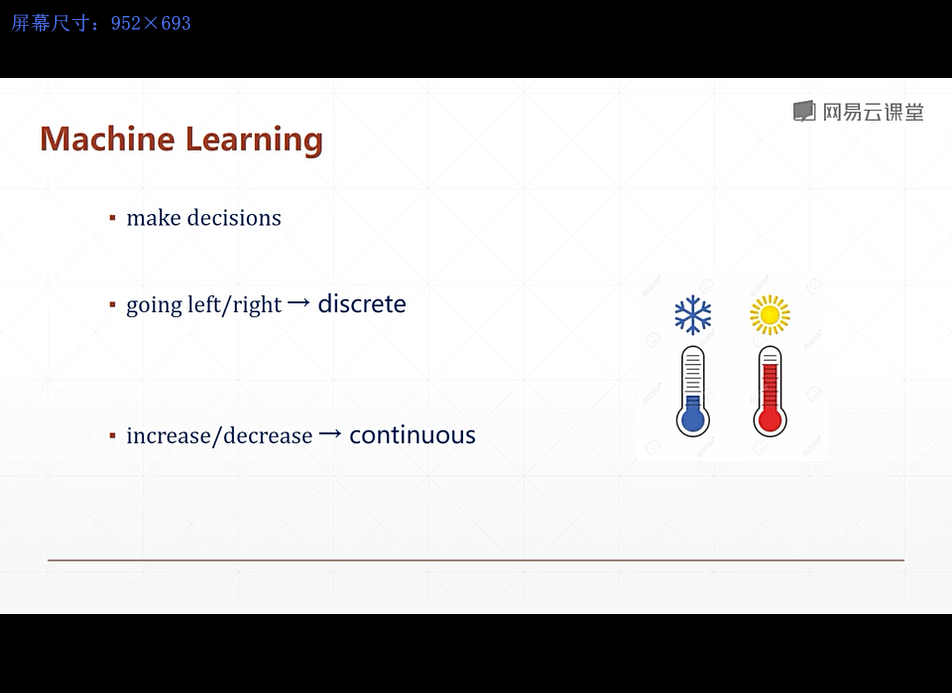 屏幕尺寸：952×693
网易云课堂
Machine Learning
▪ make decisions
▪ going left/right → discrete
▪ increase/decrease → continuous